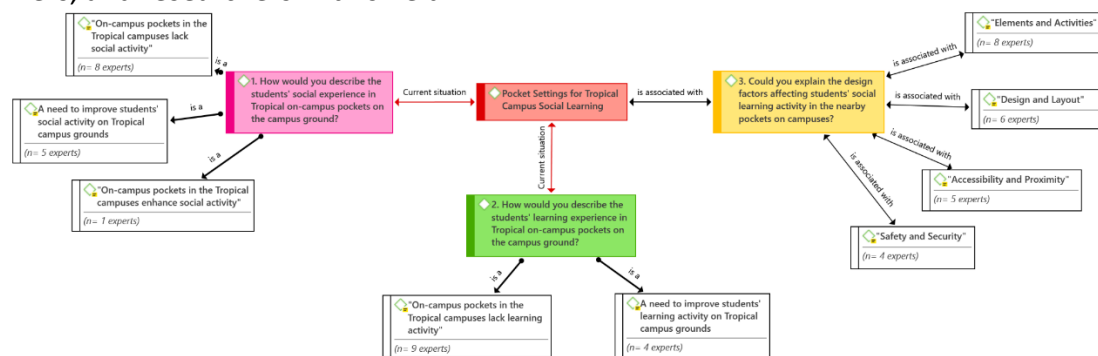 "On-campus pockets in the
Tropical campuses lack
social activity"
(n= 8 experts)
is a
1. How would you describe the
students' social experience in
Tropical on-campus pockets on
the campus ground?
Current situation
Pocket Settings for Tropical
Campus Social Learning
is associated with
3. Could you explain the design
factors affecting students' social
learning activity in the nearby
pockets on campuses?
is associated with
"Elements and Activities"
(n= 8 experts)
is associated with
"Design and Layout"
(n= 6 experts)
A need to improve students'
social activity on Tropical
campus grounds
(n= 5 experts)
is a
is a
"On-campus pockets in the Tropical
campuses enhance social activity"
(n= 1 experts)
Current situation
2. How would you describe the
students' learning experience in
Tropical on-campus pockets on
the campus ground?
is associated with
"Accessibility and Proximity"
(n= 5 experts)
is associated with
"Safety and Security"
(n= 4 experts)
is a
"On-campus pockets in the
Tropical campuses lack learning
activity"
(n= 9 experts)
is a
A need to improve students'
learning activity on Tropical
campus grounds
(n= 4 experts)